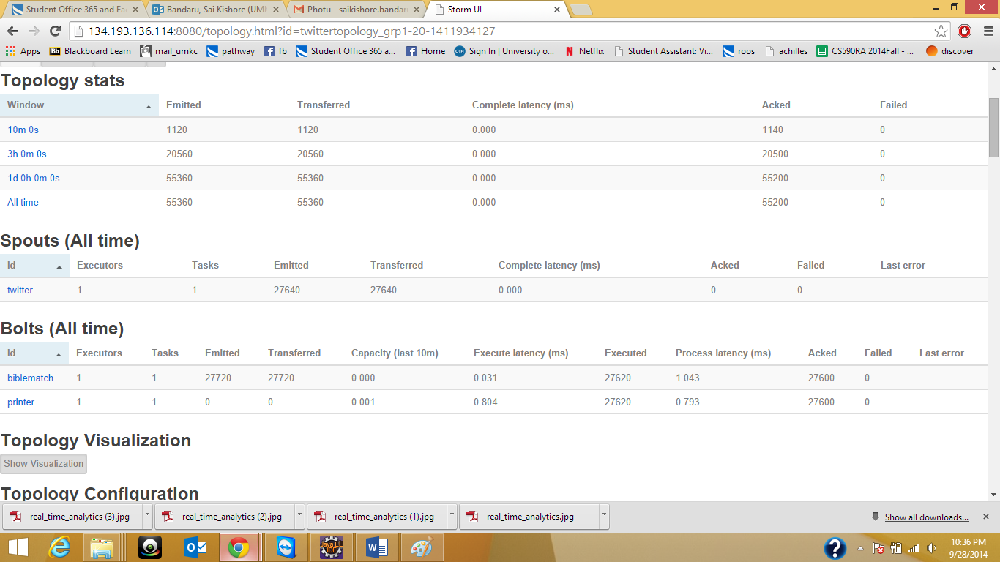 Student Office 365 and Fac
Bandaru, Sai Kishore (UMK
Photu - saikishore.bandar
Storm UI
134.193.136.114:8080/topology.html?id=twittertopology_grp1-20-1411934127
Apps Blackboard Learn mail_umkc pathway fb Student Office 365 a... Home Sign In | University o... Netflix Student Assistant: Vi... roos achilles CS590RA 2014Fall - ... discover
Topology stats
Window Emitted Transferred Complete latency (ms) Acked Failed
10m 0s 1120 1120 0.000 1140 0
3h 0m 0s 20560 20560 0.000 20500 0
1d 0h 0m 0s 55360 55360 0.000 55200 0
All time 55360 55360 0.000 55200 0
Spouts (All time)
Id Executors Tasks Emitted Transferred Complete latency (ms) Acked Failed Last error
twitter 1 1 27640 27640 0.000 0 0
Bolts (All time)
Id Executors Tasks Emitted Transferred Capacity (last 10m) Execute latency (ms) Executed Process latency (ms) Acked Failed Last error
biblematch 1 1 27720 27720 0.000 0.031 27620 1.043 27600 0
printer 1 1 0 0 0.001 0.804 27620 0.793 27600 0
Topology Visualization
Show Visualization
Topology Configuration
real_time_analytics (3).jpg real_time_analytics (2).jpg real_time_analytics (1).jpg real_time_analytics.jpg Show all downloads...
Java EE
IDE
10:36 PM
9/28/2014